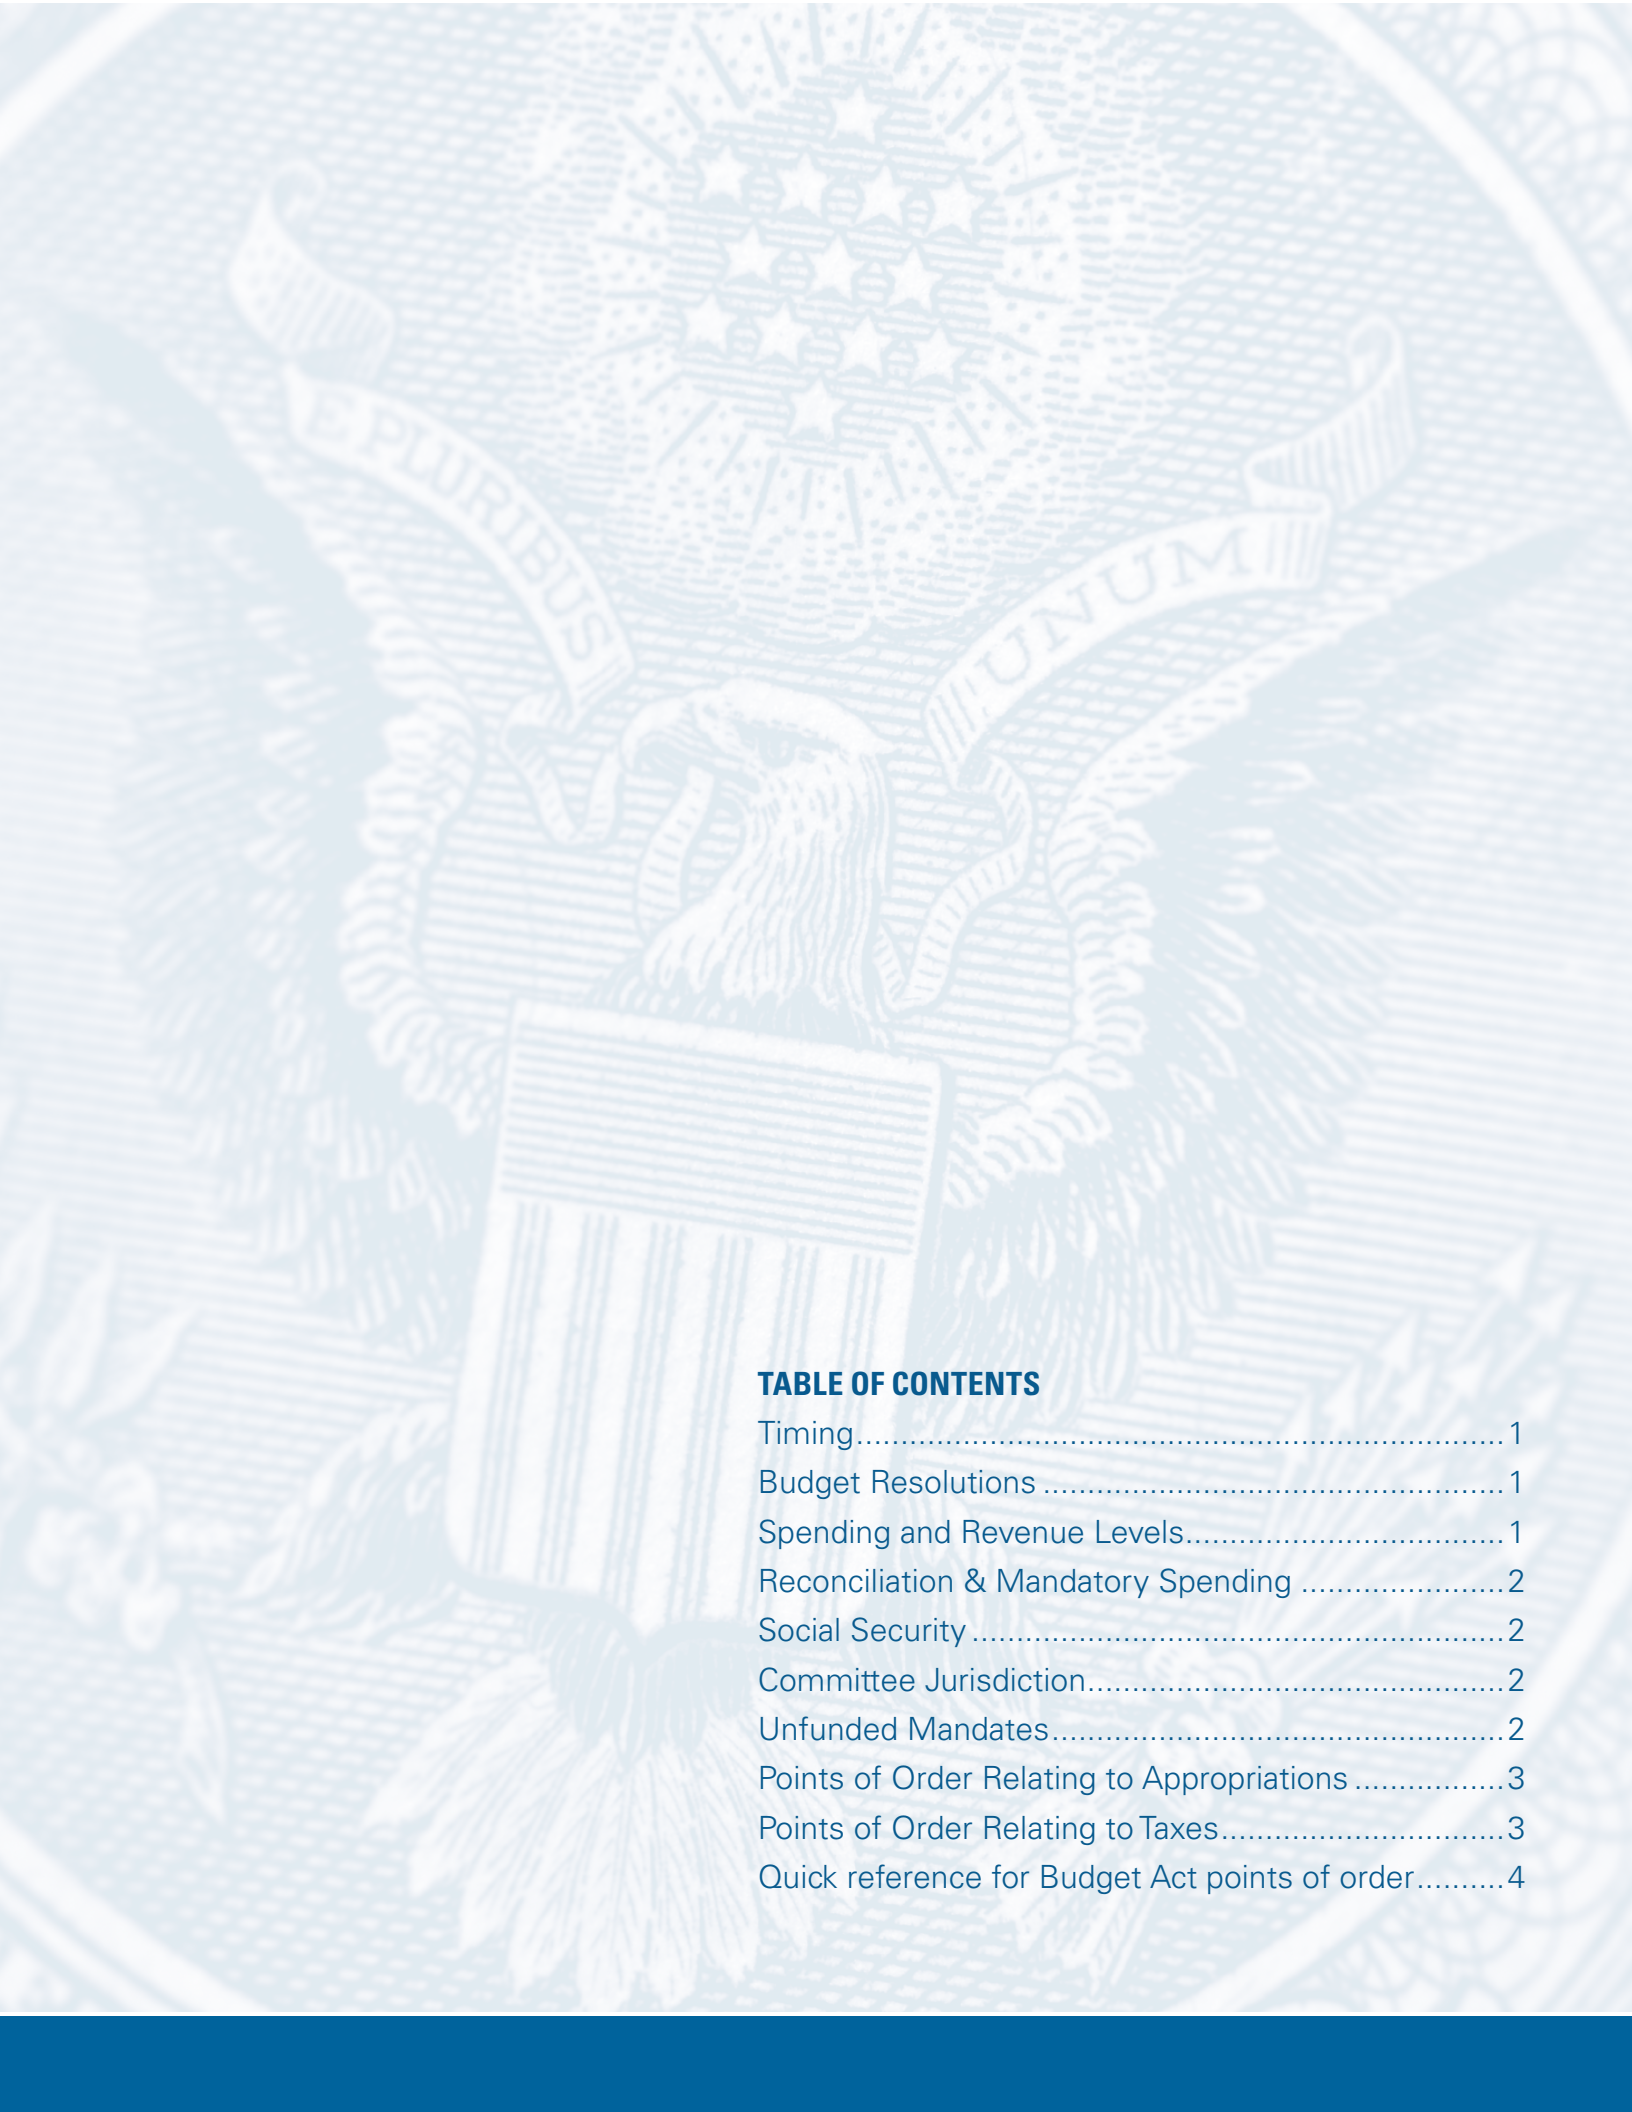 E PLURIBUS
UNUM
TABLE OF CONTENTS
Timing........................................................................ 1
Budget Resolutions ................................................... 1
Spending and Revenue Levels................................... 1
Reconciliation & Mandatory Spending ....................... 2
Social Security ........................................................... 2
Committee Jurisdiction.............................................. 2
Unfunded Mandates.................................................. 2
Points of Order Relating to Appropriations ................. 3
Points of Order Relating to Taxes................................ 3
Quick reference for Budget Act points of order.......... 4